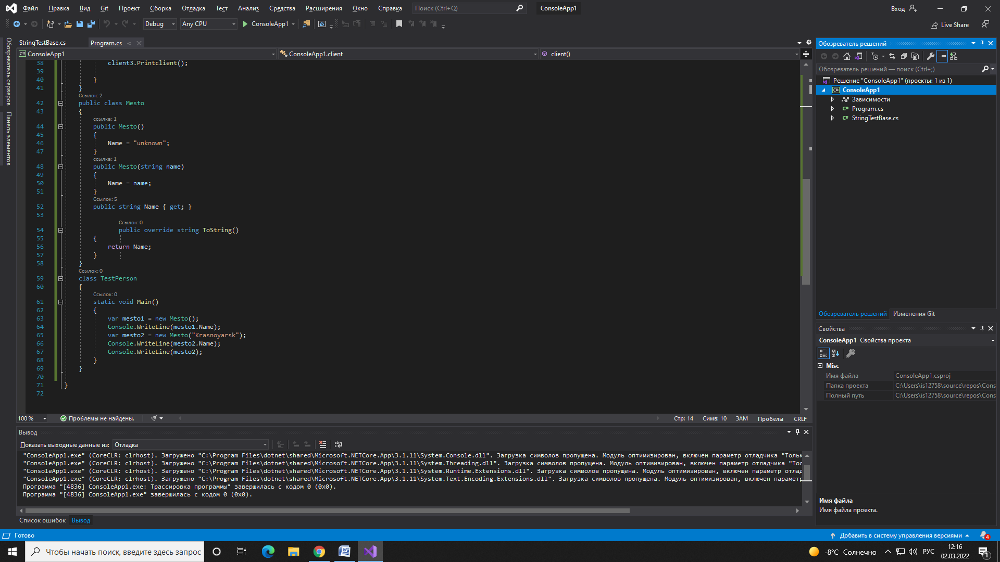 Файл Правка Вид Git Проект Сборка Отладка Тест Анализ Средства Расширения Окно Справка Поиск (Ctrl+Q) ConsoleApp1 Вход
Debug Any CPU ConsoleApp1 Live Share
Обозреватель серверов
Панель элементов
StringTestBase.cs Program.cs
ConsoleApp1 ConsoleApp1.client client()
38 client3.Printclient();
39
40 }
41 }
Ссылок: 2
42 public class Mesto
43 {
ссылка: 1
44 public Mesto()
45 {
46 Name = "unknown";
47 }
ссылка: 1
48 public Mesto(string name)
49 {
50 Name = name;
51 }
Ссылок: 5
52 public string Name { get; }
53
Ссылок: 0
54 public override string ToString()
55 {
56 return Name;
57 }
58 }
Ссылок: 0
59 class TestPerson
60 {
Ссылок: 0
61 static void Main()
62 {
63 var mesto1 = new Mesto();
64 Console.WriteLine(mesto1.Name);
65 var mesto2 = new Mesto("Krasnoyarsk");
66 Console.WriteLine(mesto2.Name);
67 Console.WriteLine(mesto2);
68 }
69 }
70
71 }
72
100 % Проблемы не найдены. Стр: 14 Симв: 10 ЗАМ Пробелы CRLF
Вывод
Показать выходные данные из: Отладка
"ConsoleApp1.exe" (CoreCLR: clrhost). Загружено "C:\Program Files\dotnet\shared\Microsoft.NETCore.App\3.1.11\System.Console.dll". Загрузка символов пропущена. Модуль оптимизирован, включен параметр отладчика "Тольк
"ConsoleApp1.exe" (CoreCLR: clrhost). Загружено "C:\Program Files\dotnet\shared\Microsoft.NETCore.App\3.1.11\System.Threading.dll". Загрузка символов пропущена. Модуль оптимизирован, включен параметр отладчика "Тол
"ConsoleApp1.exe" (CoreCLR: clrhost). Загружено "C:\Program Files\dotnet\shared\Microsoft.NETCore.App\3.1.11\System.Runtime.Extensions.dll". Загрузка символов пропущена. Модуль оптимизирован, включен параметр отлад
"ConsoleApp1.exe" (CoreCLR: clrhost). Загружено "C:\Program Files\dotnet\shared\Microsoft.NETCore.App\3.1.11\System.Text.Encoding.Extensions.dll". Загрузка символов пропущена. Модуль оптимизирован, включен параметр
Программа "[4836] ConsoleApp1.exe: Трассировка программы" завершилась с кодом 0 (0x0).
Программа "[4836] ConsoleApp1.exe" завершилась с кодом 0 (0x0).
Список ошибок Вывод
Обозреватель решений
Обозреватель решений — поиск (Ctrl+;)
Решение "ConsoleApp1" (проекты: 1 из 1)
ConsoleApp1
Зависимости
Program.cs
StringTestBase.cs
Обозреватель решений Изменения Git
Свойства
ConsoleApp1 Свойства проекта
Misc
Имя файла ConsoleApp1.csproj
Папка проекта C:\Users\is12758\source\repos\Cons
Полный путь C:\Users\is12758\source\repos\Cons
Имя файла
Имя файла проекта.
Готово Добавить в систему управления версиями 4
Чтобы начать поиск, введите здесь запрос -8°C Солнечно РУС 12:16
02.03.2022 1